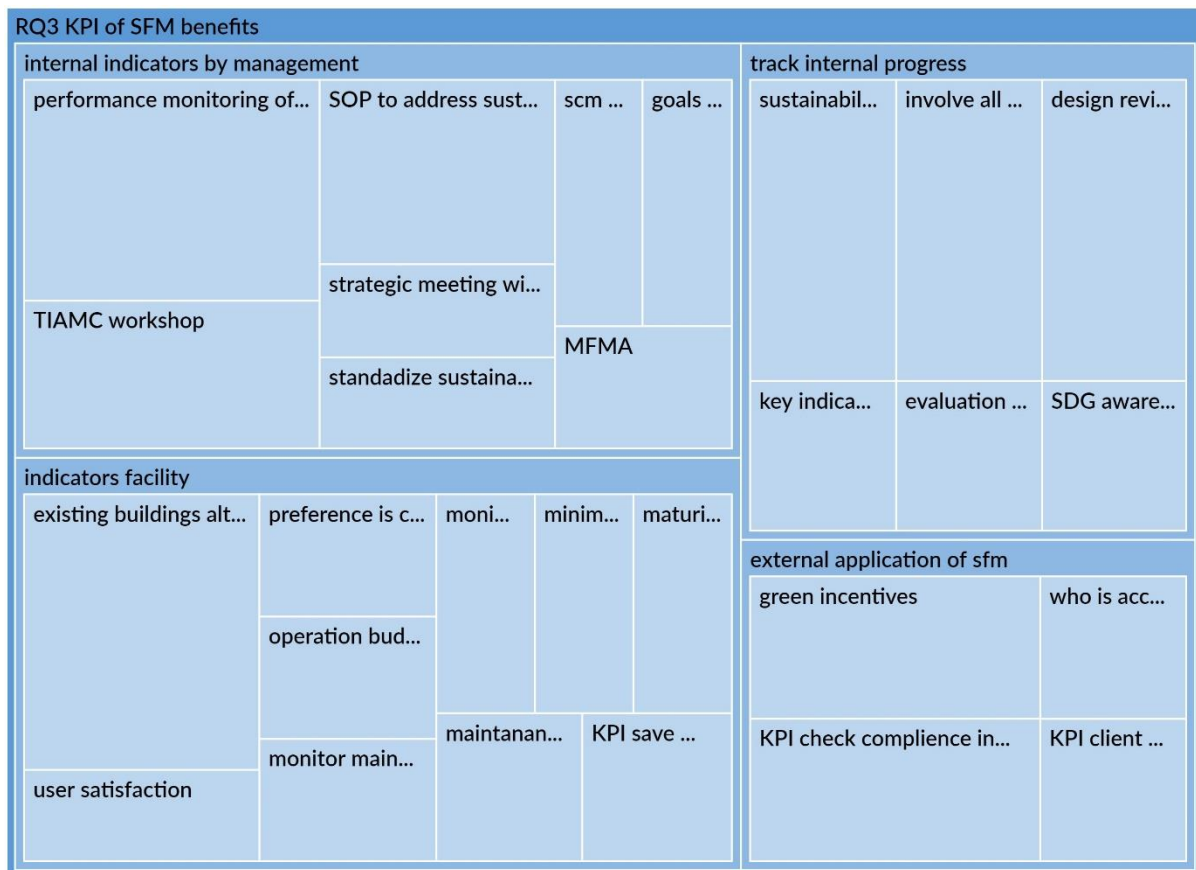 RQ3 KPI of SFM benefits
internal indicators by management
performance monitoring of...
SOP to address sust...
scm ...
goals ...
TIAMC workshop
strategic meeting wi...
standadize sustaina...
MFMA
indicators facility
existing buildings alt...
preference is c...
moni...
minim...
maturi...
operation bud...
monitor main...
maintanan...
KPI save ...
user satisfaction
track internal progress
sustainabil...
involve all ...
design revi...
key indica...
evaluation ...
SDG aware...
external application of sfm
green incentives
who is acc...
KPI check complience in...
KPI client ...